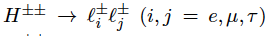 H^{±±} → ℓ_i^± ℓ_j^± (i, j = e, μ, τ)